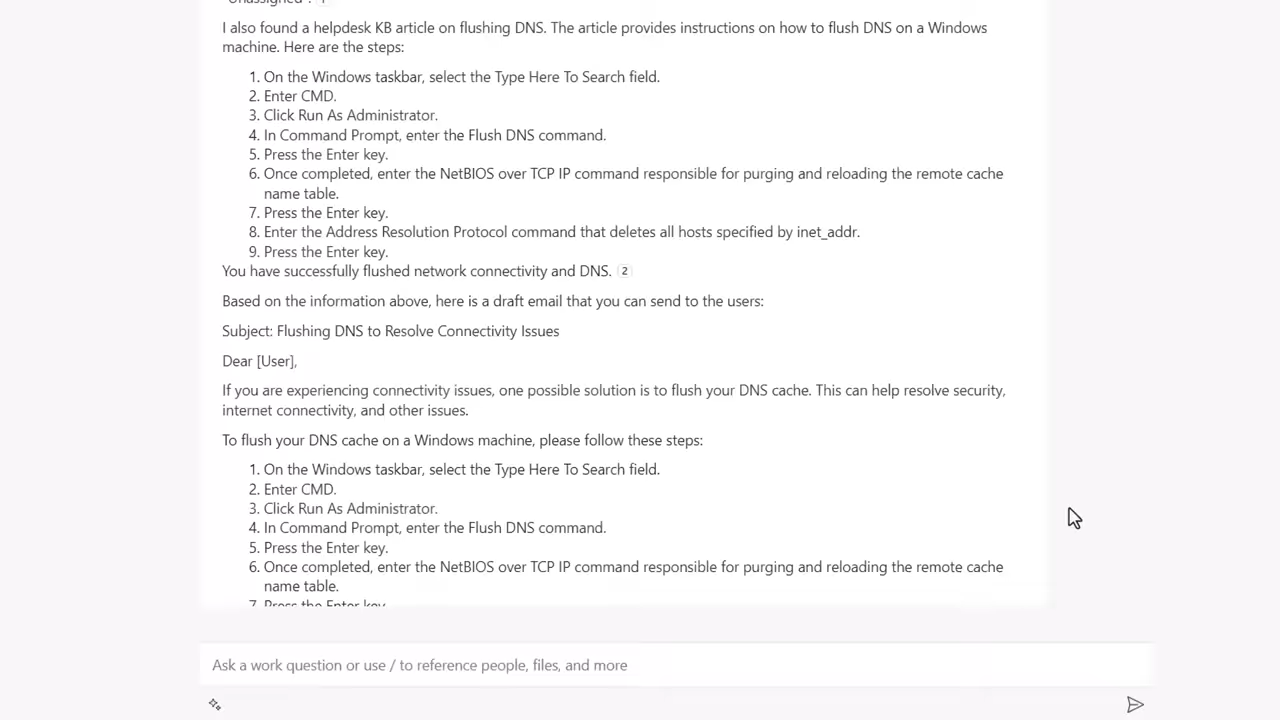 "Unassigned". 1
I also found a helpdesk KB article on flushing DNS. The article provides instructions on how to flush DNS on a Windows
machine. Here are the steps:
1. On the Windows taskbar, select the Type Here To Search field.
2. Enter CMD.
3. Click Run As Administrator.
4. In Command Prompt, enter the Flush DNS command.
5. Press the Enter key.
6. Once completed, enter the NetBIOS over TCP IP command responsible for purging and reloading the remote cache
name table.
7. Press the Enter key.
8. Enter the Address Resolution Protocol command that deletes all hosts specified by inet_addr.
9. Press the Enter key.
You have successfully flushed network connectivity and DNS. 2
Based on the information above, here is a draft email that you can send to the users:
Subject: Flushing DNS to Resolve Connectivity Issues
Dear [User],
If you are experiencing connectivity issues, one possible solution is to flush your DNS cache. This can help resolve security,
internet connectivity, and other issues.
To flush your DNS cache on a Windows machine, please follow these steps:
1. On the Windows taskbar, select the Type Here To Search field.
2. Enter CMD.
3. Click Run As Administrator.
4. In Command Prompt, enter the Flush DNS command.
5. Press the Enter key.
6. Once completed, enter the NetBIOS over TCP IP command responsible for purging and reloading the remote cache
name table.
7. Press the Enter key.
Ask a work question or use / to reference people, files, and more